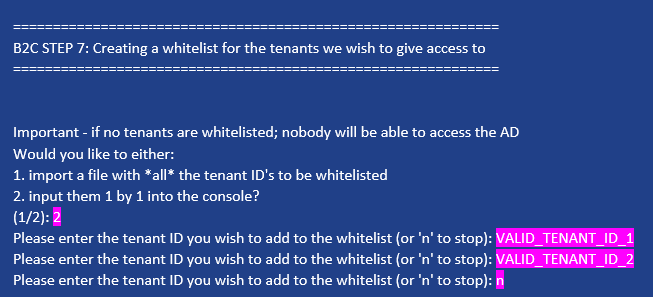 =============================================================
B2C STEP 7: Creating a whitelist for the tenants we wish to give access to
=============================================================
Important - if no tenants are whitelisted; nobody will be able to access the AD
Would you like to either:
1. import a file with *all* the tenant ID's to be whitelisted
2. input them 1 by 1 into the console?
(1/2): 2
Please enter the tenant ID you wish to add to the whitelist (or 'n' to stop): VALID_TENANT_ID_1
Please enter the tenant ID you wish to add to the whitelist (or 'n' to stop): VALID_TENANT_ID_2
Please enter the tenant ID you wish to add to the whitelist (or 'n' to stop): n